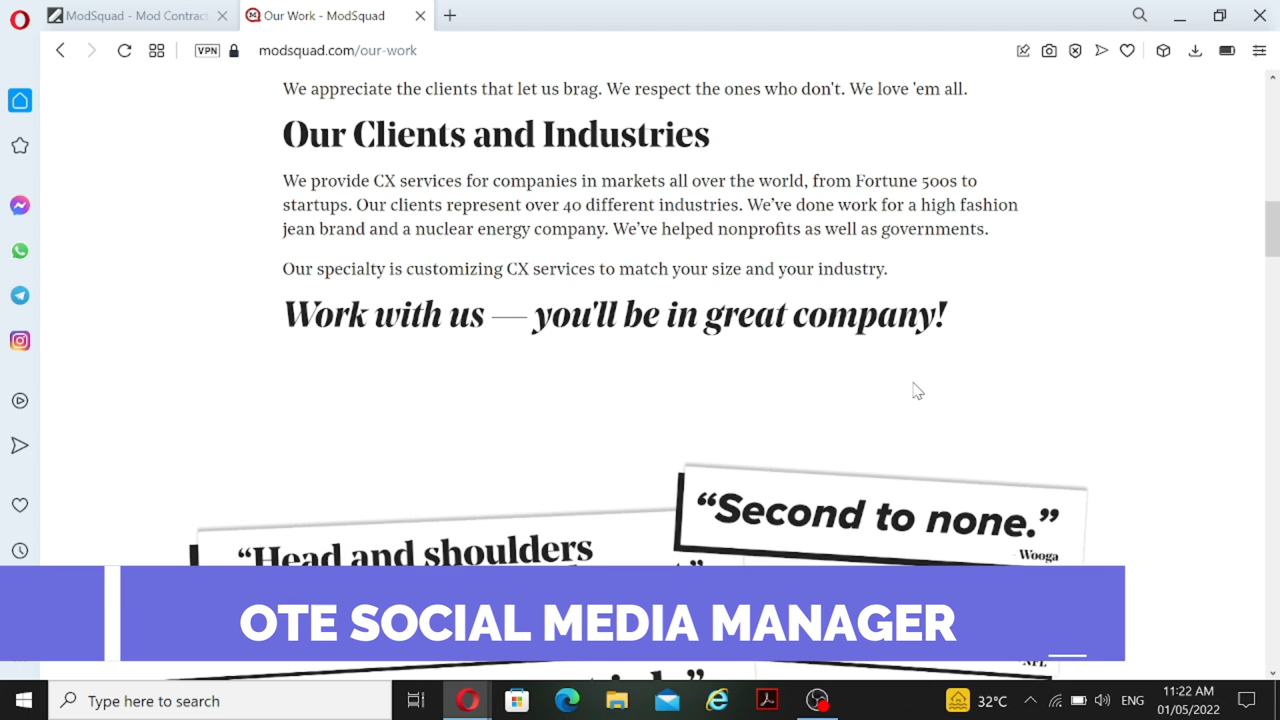 ModSquad - Mod Contract
Our Work - ModSquad
VPN
modsquad.com/our-work
We appreciate the clients that let us brag. We respect the ones who don't. We love 'em all.
Our Clients and Industries
We provide CX services for companies in markets all over the world, from Fortune 500s to
startups. Our clients represent over 40 different industries. We've done work for a high fashion
jean brand and a nuclear energy company. We've helped nonprofits as well as governments.
Our specialty is customizing CX services to match your size and your industry.
Work with us — you'll be in great company!
“Second to none.”
- Wooga
“Head and shoulders
OTE SOCIAL MEDIA MANAGER
NFL
Type here to search
32°C
ENG
11:22 AM
01/05/2022